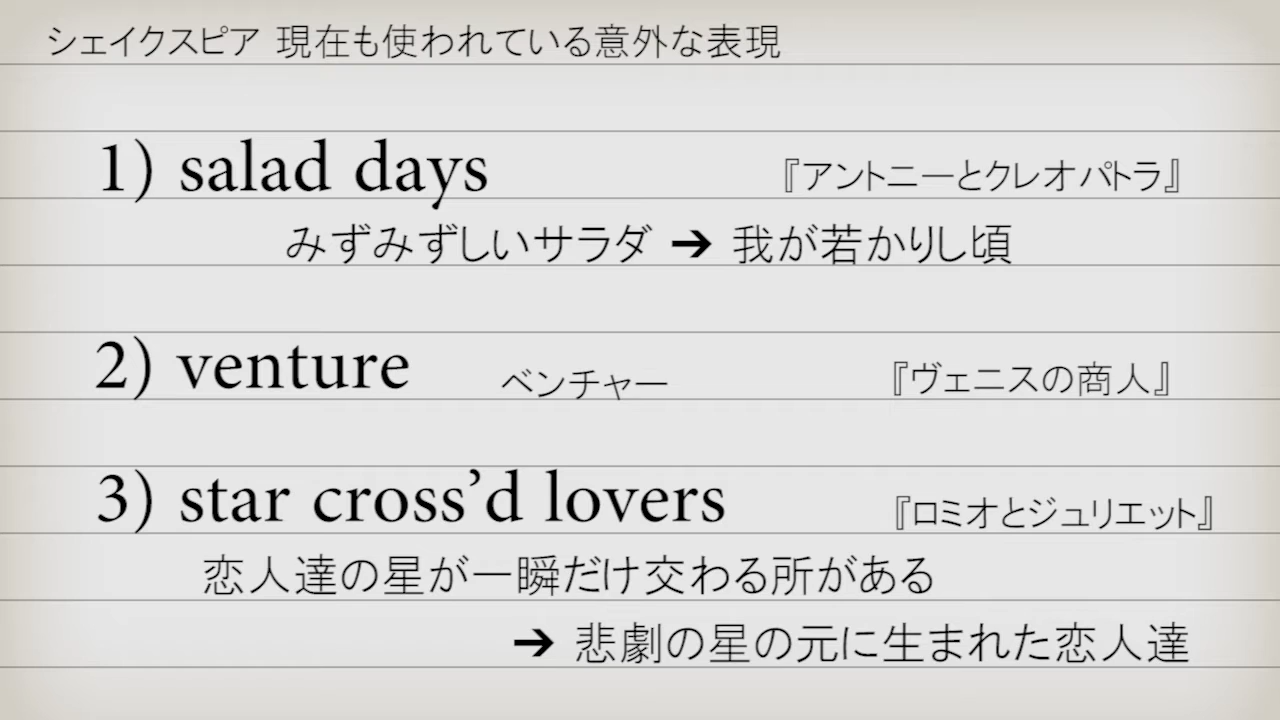 シェイクスピア 現在も使われている意外な表現
1) salad days 『アントニーとクレオパトラ』
みずみずしいサラダ ➔ 我が若かりし頃
2) venture ベンチャー 『ヴェニスの商人』
3) star cross’d lovers 『ロミオとジュリエット』
恋人達の星が一瞬だけ交わる所がある
➔ 悲劇の星の元に生まれた恋人達